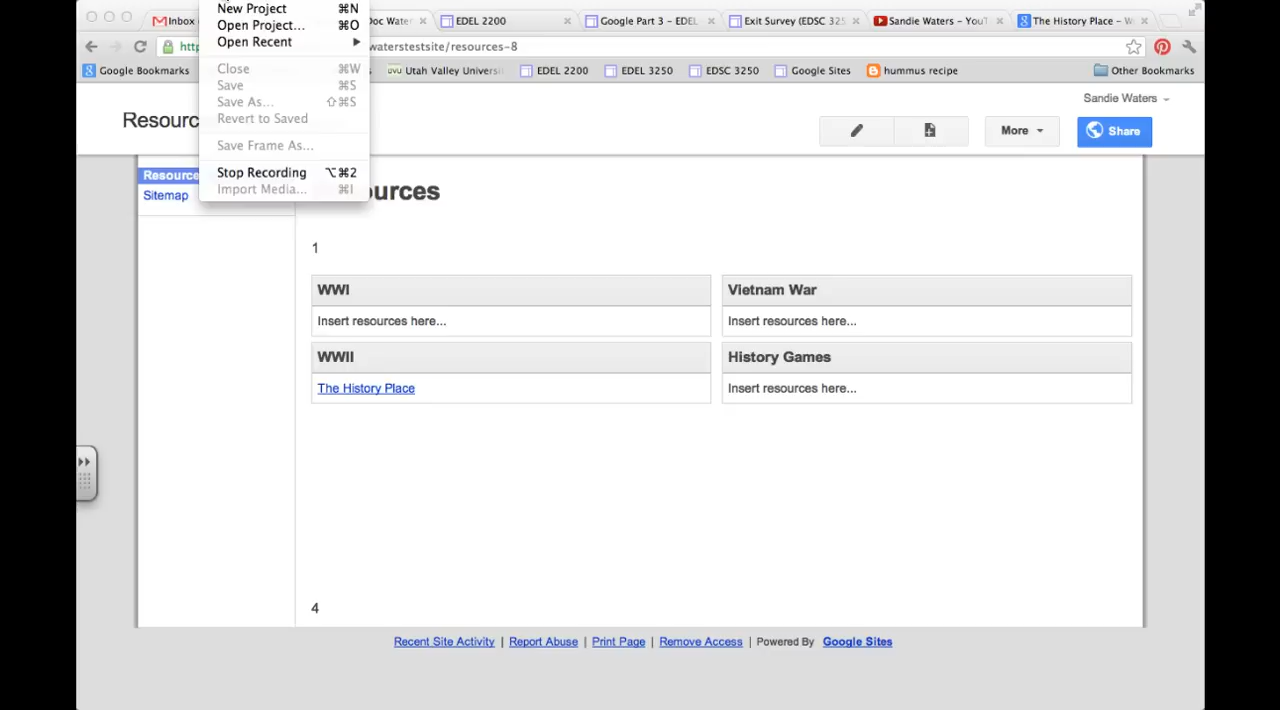 New Project ⌘N
Open Project... ⌘O
Open Recent
Close ⌘W
Save ⌘S
Save As... ⇧⌘S
Revert to Saved
Save Frame As...
Stop Recording ⌥⌘2
Import Media... ⌘I
Inbox
Doc Water
EDEL 2200
Google Part 3 - EDEL
Exit Survey (EDSC 325
Sandie Waters - YouT
The History Place - W
waterstestsite/resources-8
Google Bookmarks
uvu Utah Valley Universi
EDEL 2200
EDEL 3250
EDSC 3250
Google Sites
hummus recipe
Other Bookmarks
Sandie Waters
Resourc
More
Share
Resource
Sitemap
ources
1
WWI
Vietnam War
Insert resources here...
Insert resources here...
WWII
History Games
The History Place
Insert resources here...
4
Recent Site Activity | Report Abuse | Print Page | Remove Access | Powered By Google Sites